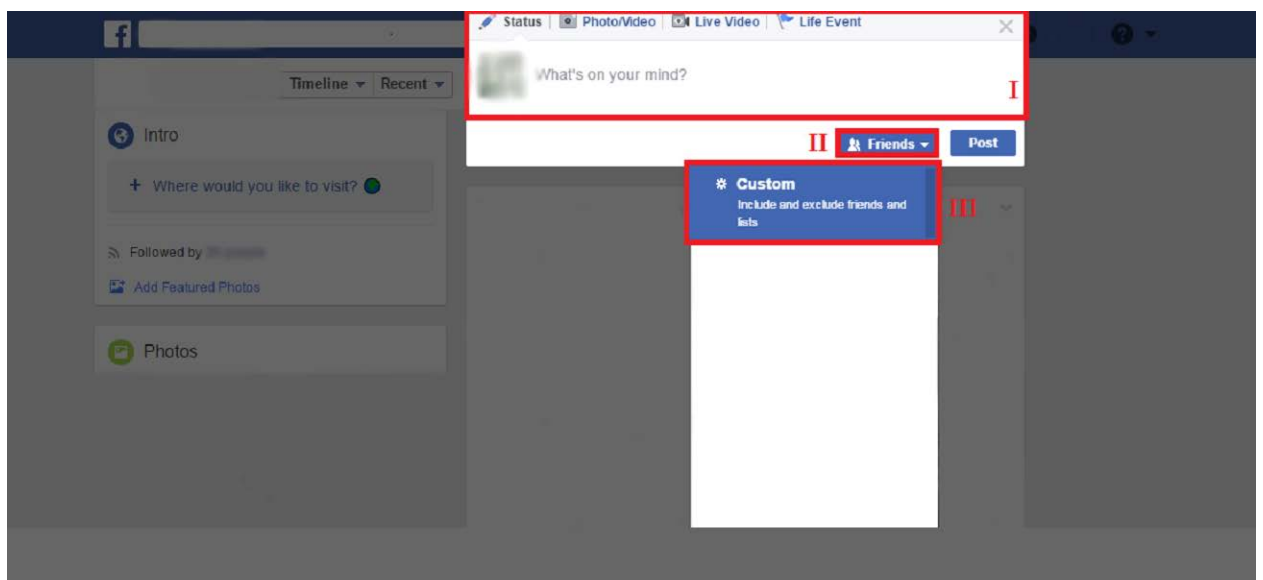 f
Status Photo/Video Live Video Life Event
What's on your mind?
I
Timeline Recent
II Friends Post
Intro
+ Where would you like to visit?
Custom
Include and exclude friends and
lists
III
Followed by
Add Featured Photos
Photos
?